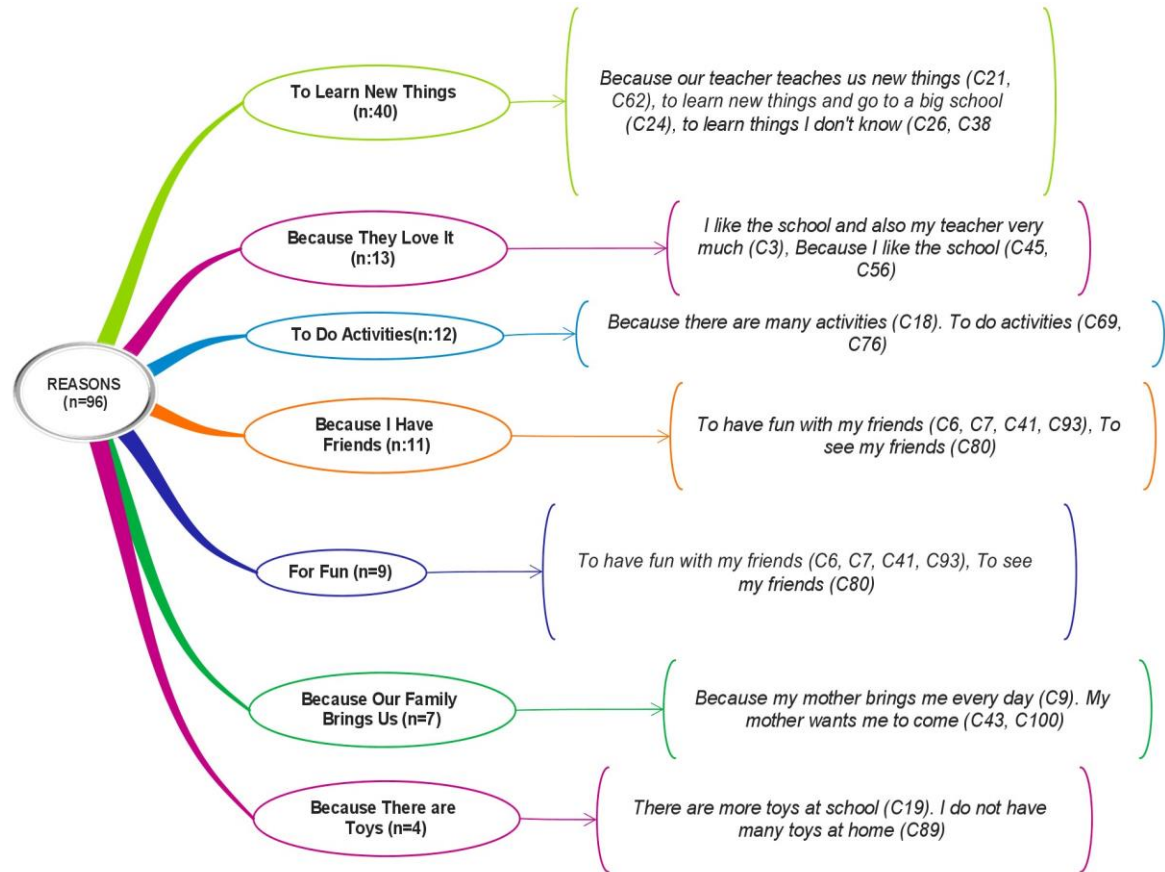 REASONS
(n=96)
To Learn New Things
(n:40)
Because our teacher teaches us new things (C21,
C62), to learn new things and go to a big school
(C24), to learn things I don't know (C26, C38
Because They Love It
(n:13)
I like the school and also my teacher very
much (C3), Because I like the school (C45,
C56)
To Do Activities(n:12)
Because there are many activities (C18). To do activities (C69,
C76)
Because I Have
Friends (n:11)
To have fun with my friends (C6, C7, C41, C93), To
see my friends (C80)
For Fun (n=9)
To have fun with my friends (C6, C7, C41, C93), To see
my friends (C80)
Because Our Family
Brings Us (n=7)
Because my mother brings me every day (C9). My
mother wants me to come (C43, C100)
Because There are
Toys (n=4)
There are more toys at school (C19). I do not have
many toys at home (C89)